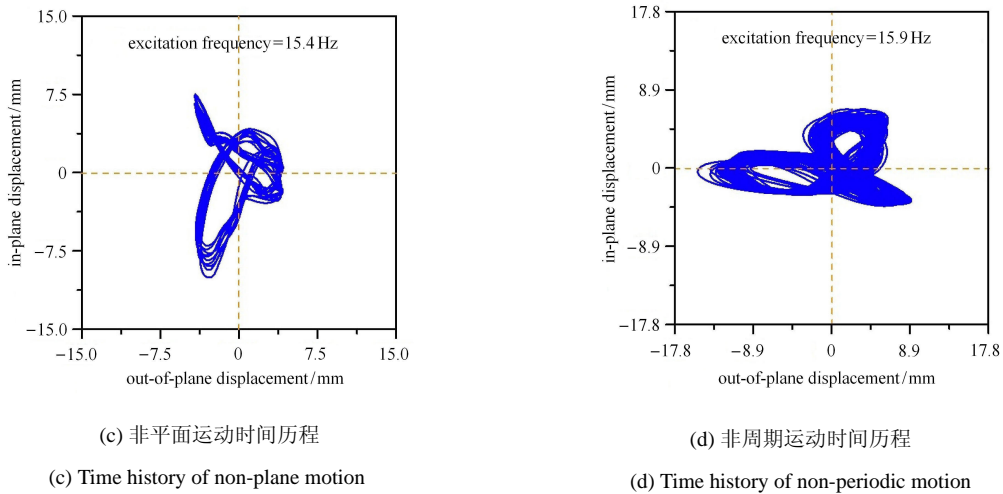 15.0
excitation frequency=15.4 Hz
7.5
in-plane displacement/mm
0
−7.5
−15.0
−15.0 −7.5 0 7.5 15.0
out-of-plane displacement/mm
(c) 非平面运动时间历程
(c) Time history of non-plane motion
17.8
excitation frequency=15.9 Hz
8.9
in-plane displacement/mm
0
−8.9
−17.8
−17.8 −8.9 0 8.9 17.8
out-of-plane displacement/mm
(d) 非周期运动时间历程
(d) Time history of non-periodic motion